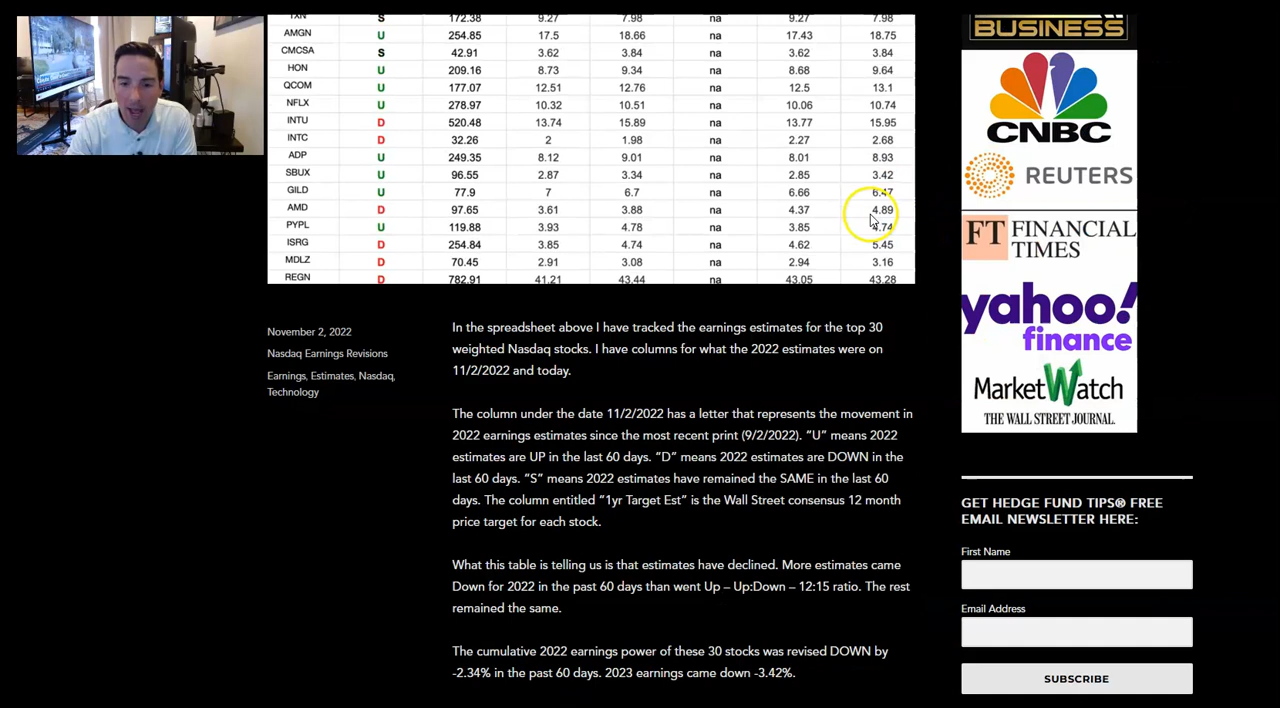 BUSINESS
TXN S 172.38 9.27 7.98 na 9.27 7.98
AMGN U 254.85 17.5 18.66 na 17.43 18.75
CMCSA S 42.91 3.62 3.84 na 3.62 3.84
HON U 209.16 8.73 9.34 na 8.68 9.64
QCOM U 177.07 12.51 12.76 na 12.5 13.1
NFLX U 278.97 10.32 10.51 na 10.06 10.74
INTU D 520.48 13.74 15.89 na 13.77 15.95
INTC D 32.26 2 1.98 na 2.27 2.68
ADP U 249.35 8.12 9.01 na 8.01 8.93
SBUX U 96.55 2.87 3.34 na 2.85 3.42
GILD U 77.9 7 6.7 na 6.66 6.47
AMD D 97.65 3.61 3.88 na 4.37 4.89
PYPL U 119.88 3.93 4.78 na 3.85 4.74
ISRG D 254.84 3.85 4.74 na 4.62 5.45
MDLZ D 70.45 2.91 3.08 na 2.94 3.16
REGN D 782.91 41.21 43.44 na 43.05 43.28
November 2, 2022
Nasdaq Earnings Revisions
Earnings, Estimates, Nasdaq,
Technology
In the spreadsheet above I have tracked the earnings estimates for the top 30
weighted Nasdaq stocks. I have columns for what the 2022 estimates were on
11/2/2022 and today.
The column under the date 11/2/2022 has a letter that represents the movement in
2022 earnings estimates since the most recent print (9/2/2022). “U” means 2022
estimates are UP in the last 60 days. “D” means 2022 estimates are DOWN in the
last 60 days. “S” means 2022 estimates have remained the SAME in the last 60
days. The column entitled “1yr Target Est” is the Wall Street consensus 12 month
price target for each stock.
What this table is telling us is that estimates have declined. More estimates came
Down for 2022 in the past 60 days than went Up – Up:Down – 12:15 ratio. The rest
remained the same.
The cumulative 2022 earnings power of these 30 stocks was revised DOWN by
-2.34% in the past 60 days. 2023 earnings came down -3.42%.
CNBC
REUTERS
FT FINANCIAL
TIMES
yahoo!
finance
MarketWatch
THE WALL STREET JOURNAL.
GET HEDGE FUND TIPS® FREE
EMAIL NEWSLETTER HERE:
First Name
Email Address
SUBSCRIBE